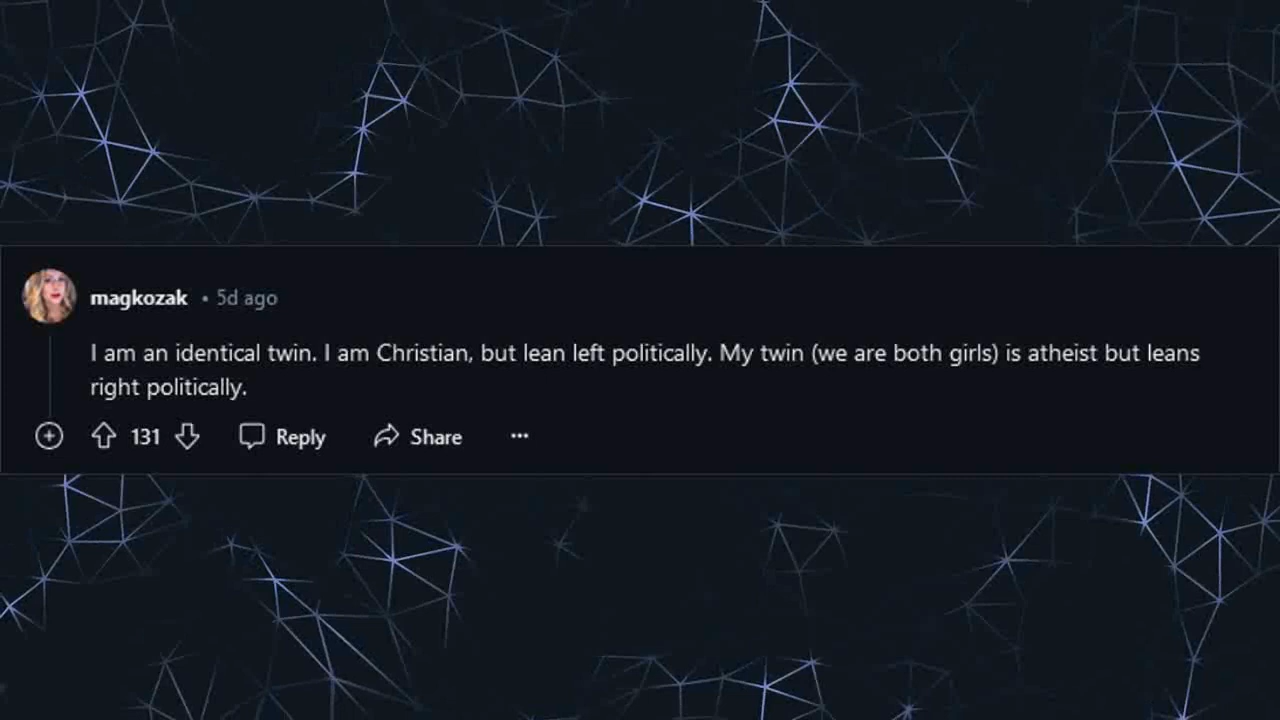 magkozak • 5d ago
I am an identical twin. I am Christian, but lean left politically. My twin (we are both girls) is atheist but leans
right politically.
131 Reply Share ...